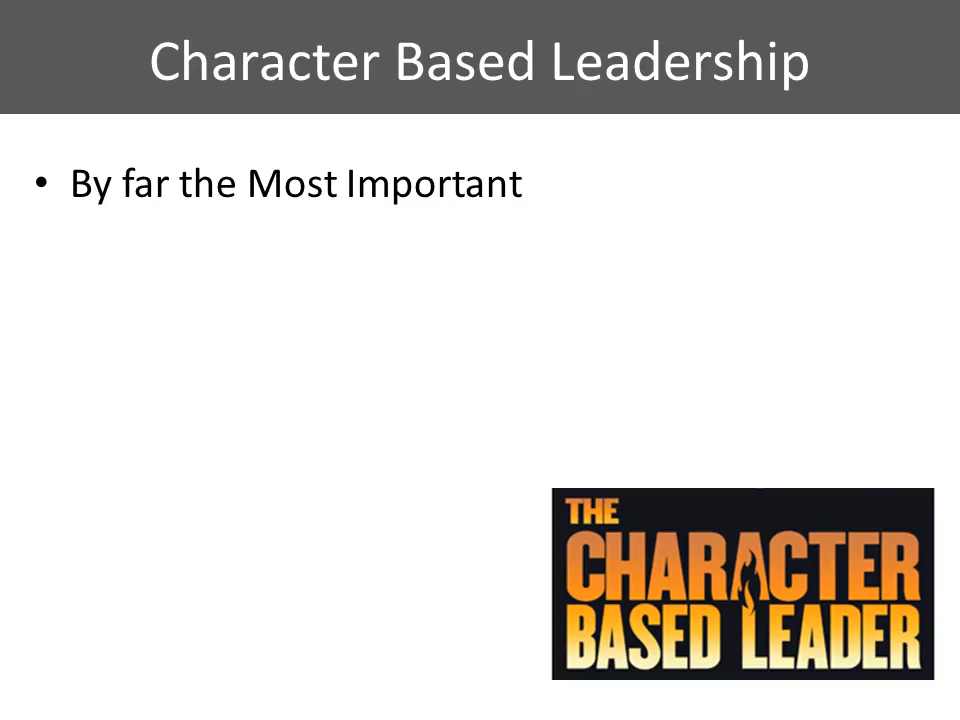 Character Based Leadership
• By far the Most Important
THE
CHARACTER
BASED LEADER